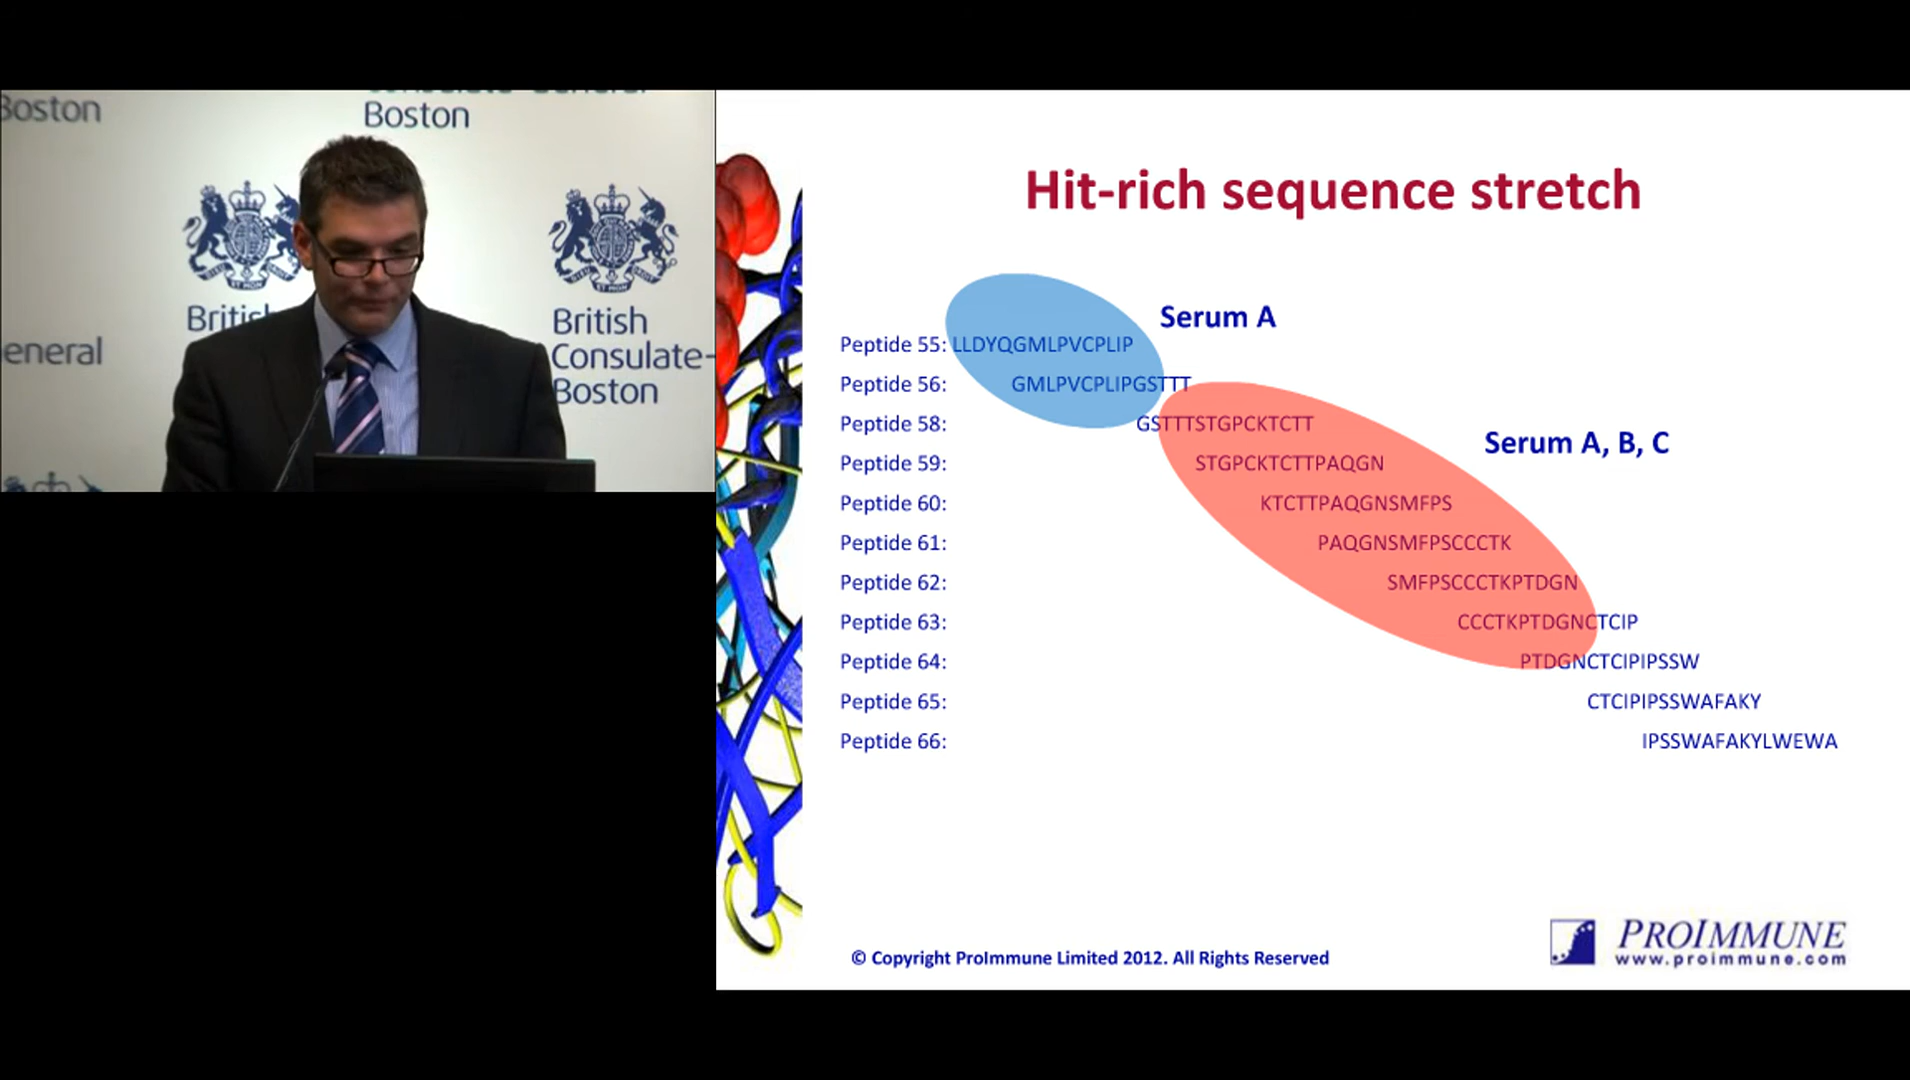 Boston
Consulate-General
Boston
British
eneral
British
Consulate-
Boston
Hit-rich sequence stretch
Serum A
Peptide 55: LLDYQGMLPVCPLIP
Peptide 56: GMLPVCPLIPGSTTT
Peptide 58: GSTTTSTGPCKTCTT
Serum A, B, C
Peptide 59: STGPCKTCTTPAQGN
Peptide 60: KTCTTPAQGNSMFPS
Peptide 61: PAQGNSMFPSCCCTK
Peptide 62: SMFPSCCCTKPTDGN
Peptide 63: CCCTKPTDGNCTCIP
Peptide 64: PTDGNCTCIPIPSSW
Peptide 65: CTCIPIPSSWAFAKY
Peptide 66: IPSSWAFAKYLWEWA
© Copyright ProImmune Limited 2012. All Rights Reserved
PROIMMUNE
www.proimmune.com